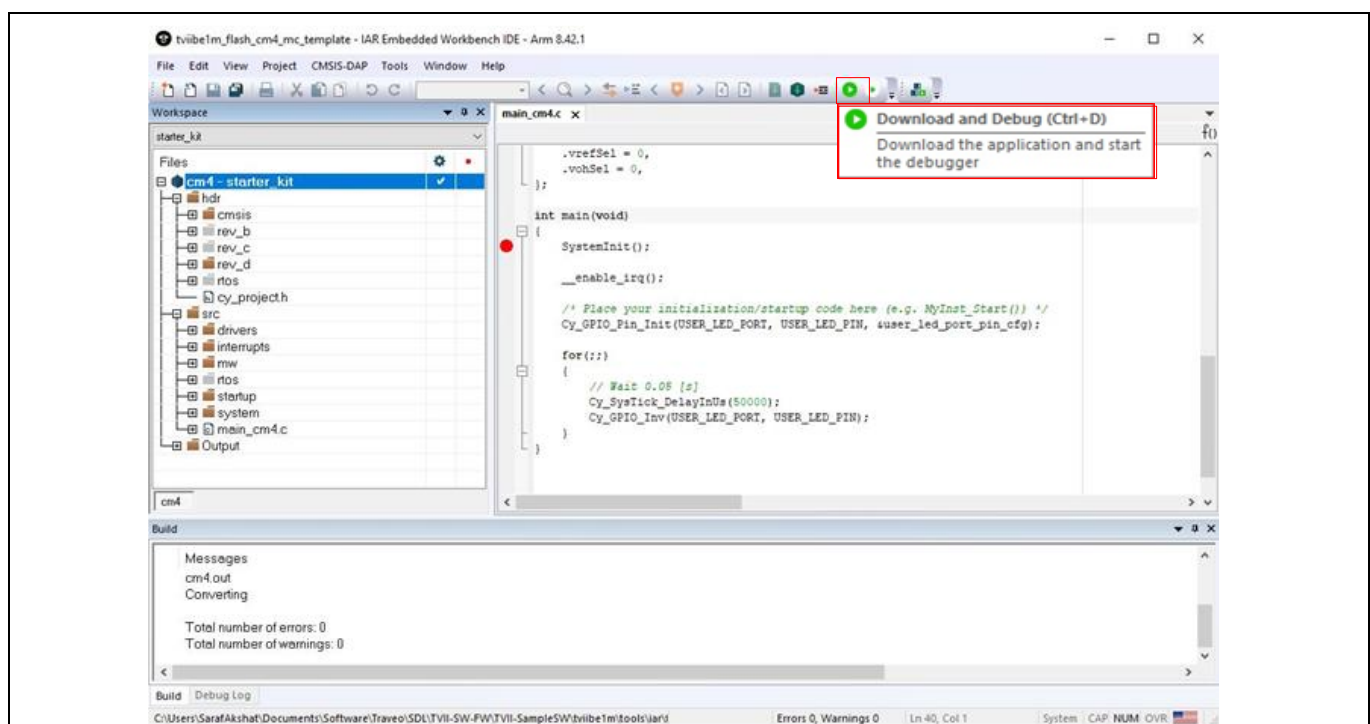 tviibe1m_flash_cm4_mc_template - IAR Embedded Workbench IDE - Arm 8.42.1
File Edit View Project CMSIS-DAP Tools Window Help
Workspace
main_cm4.c x
Download and Debug (Ctrl+D)
Download the application and start
the debugger
starter_kit
f()
Files
cm4 - starter_kit
hdr
cmsis
rev_b
rev_c
rev_d
rtos
cy_project.h
src
drivers
interrupts
mw
rtos
startup
system
main_cm4.c
Output
cm4
.vrefSel = 0,
.vohSel = 0,
};
int main(void)
{
SystemInit();
__enable_irq();
/* Place your initialization/startup code here (e.g. MyInst_Start()) */
Cy_GPIO_Pin_Init(USER_LED_PORT, USER_LED_PIN, &user_led_port_pin_cfg);
for(;;)
{
// Wait 0.05 [s]
Cy_SysTick_DelayInUs(50000);
Cy_GPIO_Inv(USER_LED_PORT, USER_LED_PIN);
}
}
Build
Messages
cm4.out
Converting
Total number of errors: 0
Total number of warnings: 0
Build Debug Log
C:\Users\SarafAkshat\Documents\Software\Traveo\SDL\TVII-SW-FW\TVII-SampleSW\tviibe1m\tools\iar\ Errors 0, Warnings 0 Ln 40, Col 1 System CAP NUM OVR